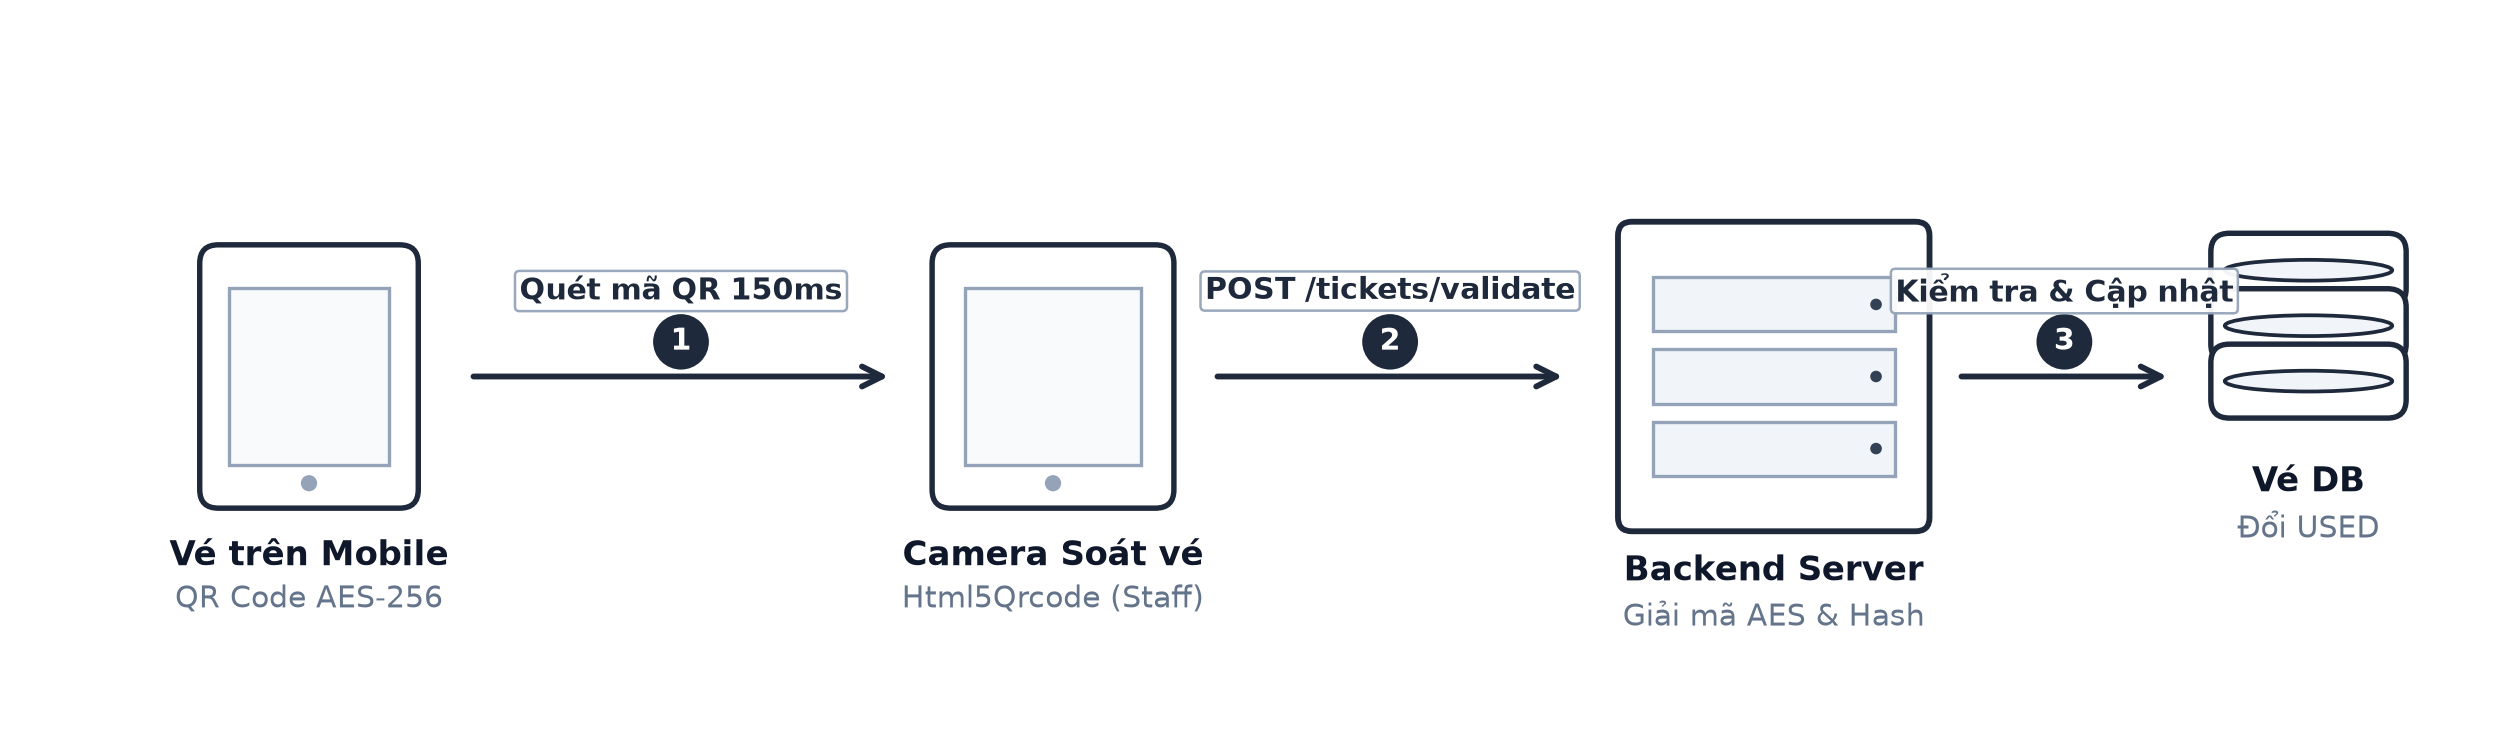 Quét mã QR 150ms
1
POST /tickets/validate
2
Kiểm tra & Cập nhật
3
Vé trên Mobile
QR Code AES-256
Camera Soát vé
Html5Qrcode (Staff)
Backend Server
Giải mã AES & Hash
Vé DB
Đổi USED